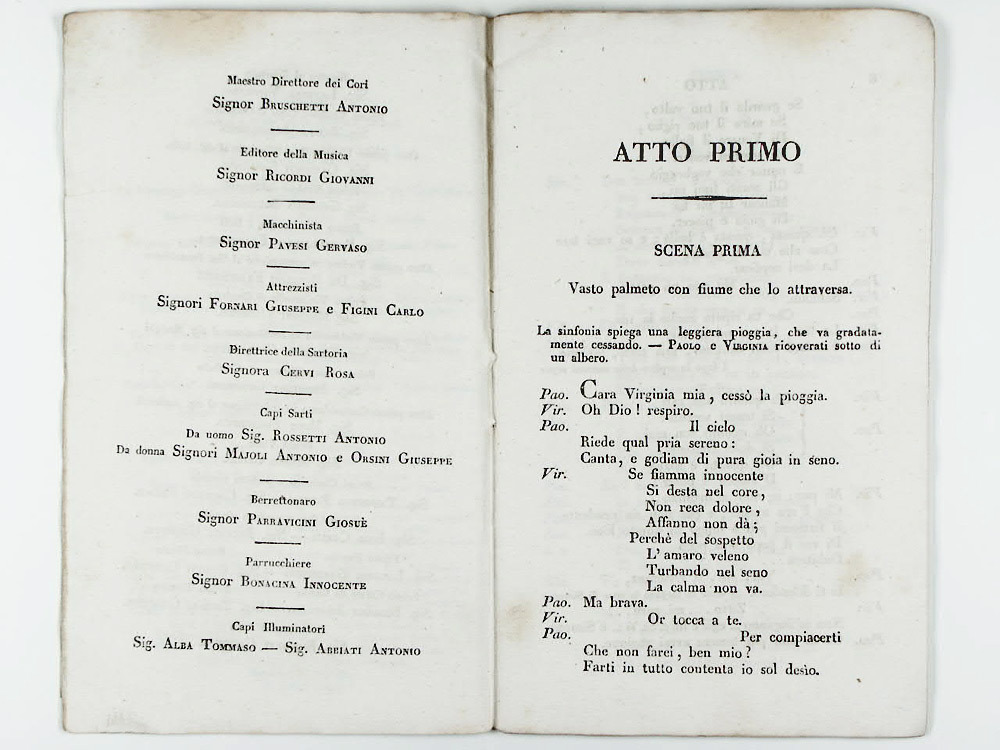 Maestro Direttore dei Cori
Signor Bruschetti Antonio
Editore della Musica
Signor Ricordi Giovanni
Macchinista
Signor Pavesi Gervaso
Attrezzisti
Signori Fornari Giuseppe e Figini Carlo
Direttrice della Sartoria
Signora Cervi Rosa
Capi Sarti
Da uomo Sig. Rossetti Antonio
Da donna Signori Majoli Antonio e Orsini Giuseppe
Berrettonaro
Signor Parravicini Giosuè
Parrucchiere
Signor Bonacina Innocente
Capi Illuminatori
Sig. Alba Tommaso — Sig. Abbiati Antonio
ATTO PRIMO
SCENA PRIMA
Vasto palmeto con fiume che lo attraversa.
La sinfonia spiega una leggiera pioggia, che va gradata-
mente cessando. — Paolo e Virginia ricoverati sotto di
un albero.
Pao. Cara Virginia mia, cessò la pioggia.
Vir. Oh Dio! respiro.
Pao. Il cielo
Riede qual pria sereno:
Canta, e godiam di pura gioia in seno.
Vir. Se fiamma innocente
Si desta nel core,
Non reca dolore,
Affanno non dà;
Perchè del sospetto
L' amaro veleno
Turbando nel seno
La calma non va.
Pao. Ma brava.
Vir. Or tocca a te.
Pao. Per compiacerti
Che non farei, ben mio?
Farti in tutto contenta io sol desìo.